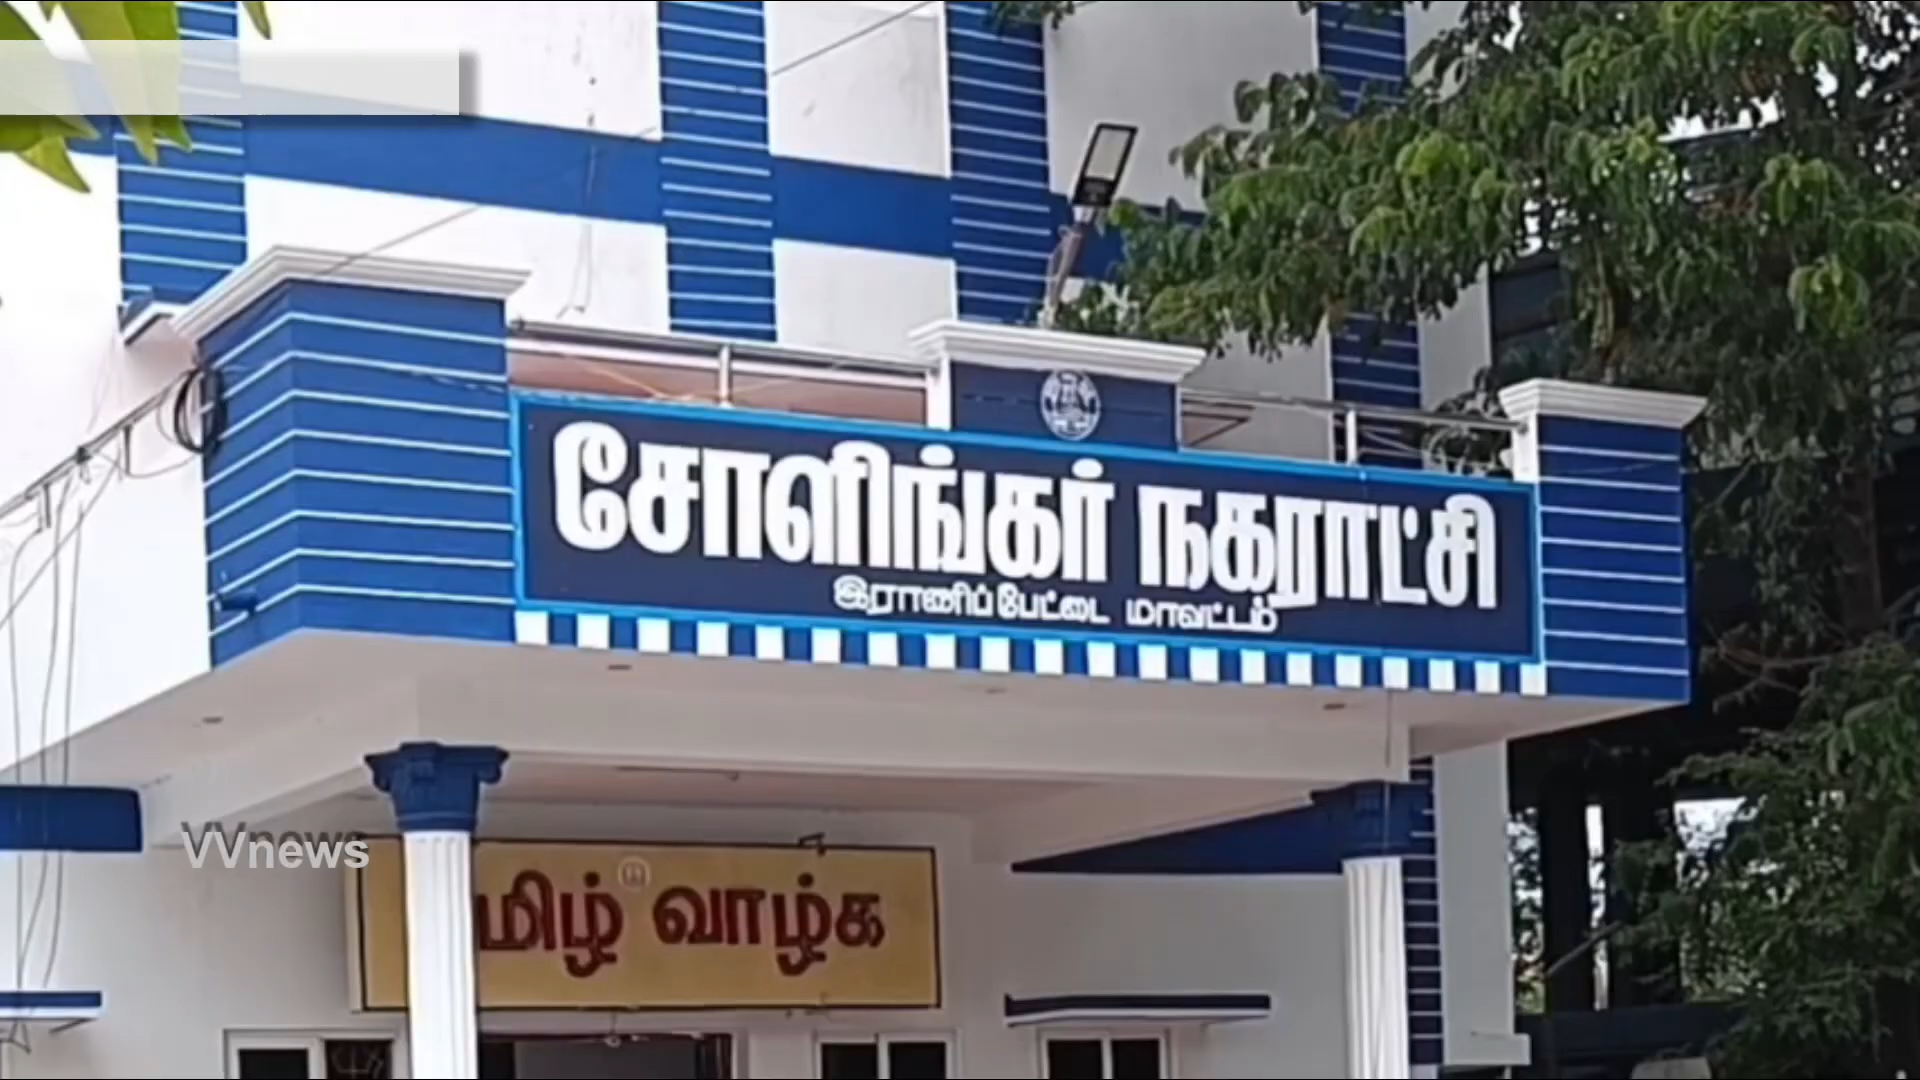 சோளிங்கர் நகராட்சி
இராணிப்பேட்டை மாவட்டம்
VVnews
மிழ் வாழ்க